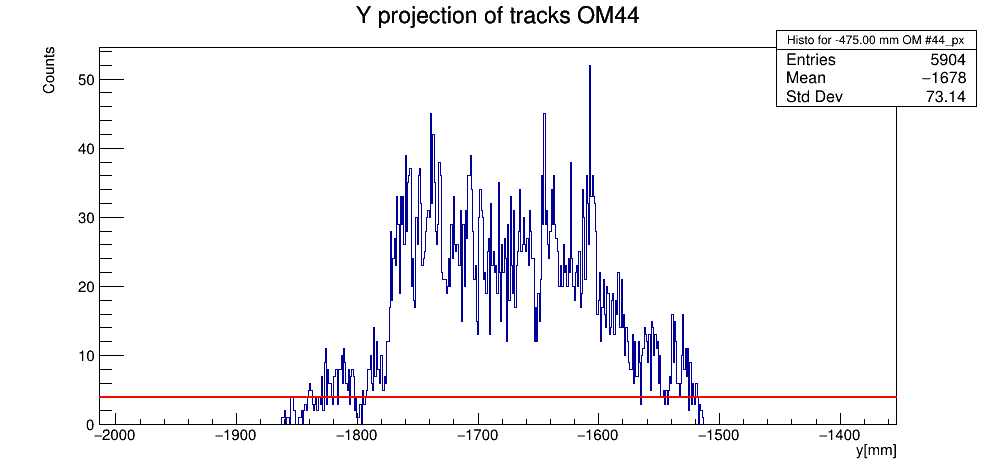 Y projection of tracks OM44
Histo for -475.00 mm OM #44_px
Entries 5904
Mean −1678
Std Dev 73.14
Counts
50
40
30
20
10
0
−2000 −1900 −1800 −1700 −1600 −1500 −1400
y[mm]